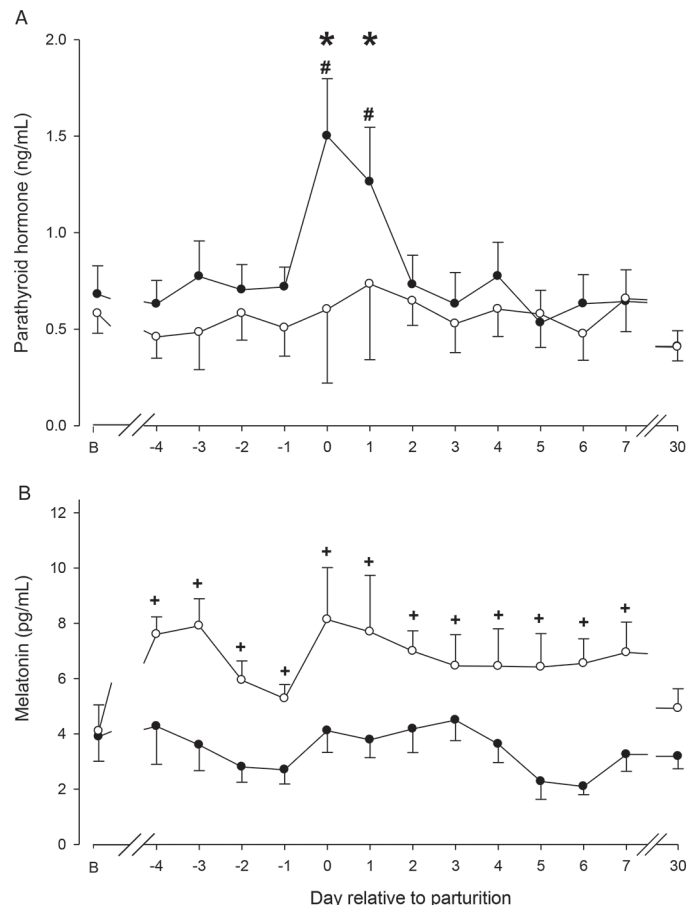 A
2.0
1.5
1.0
0.5
0.0
Parathyroid hormone (ng/mL)
* *
#
#
B -4 -3 -2 -1 0 1 2 3 4 5 6 7 30
B
12
10
8
6
4
2
0
Melatonin (pg/mL)
+ + + + + + + + + + + +
B -4 -3 -2 -1 0 1 2 3 4 5 6 7 30
Day relative to parturition